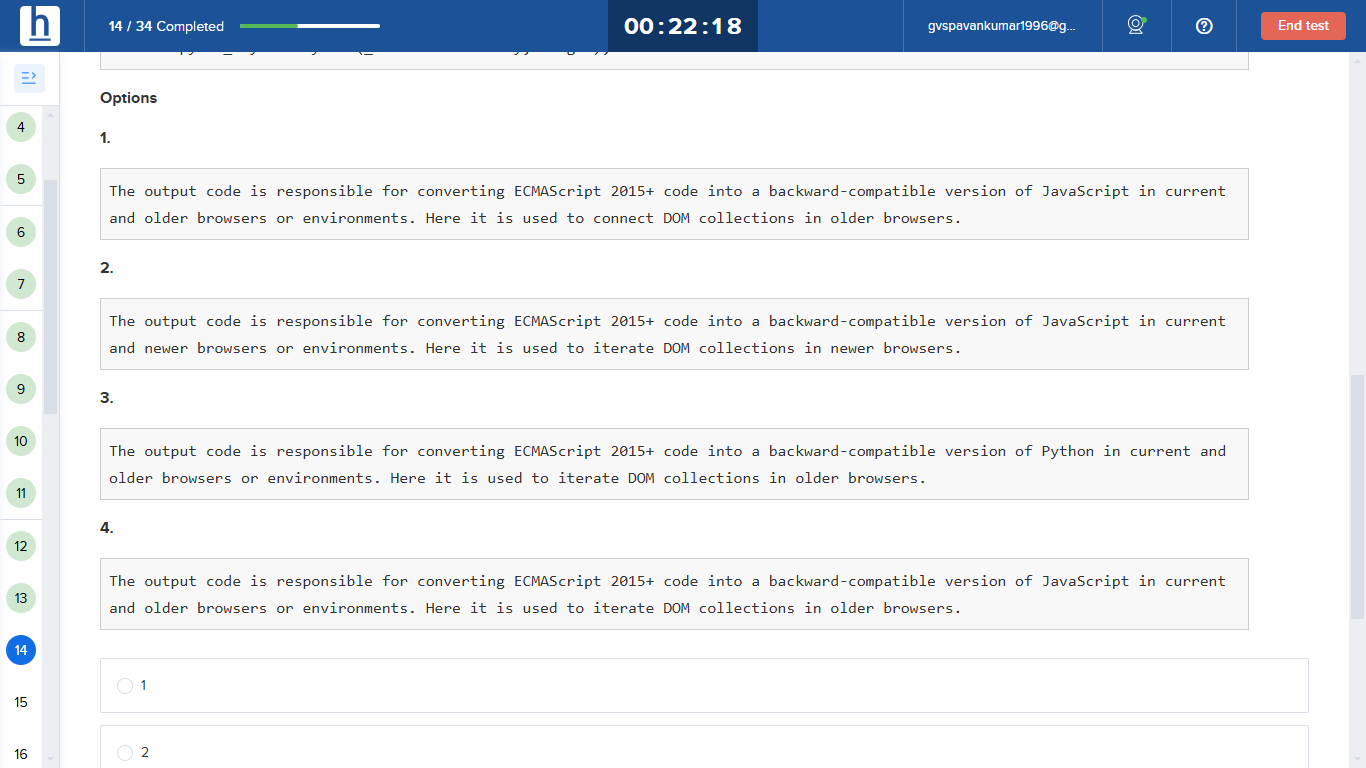 h
14 / 34 Completed
00:22:18
gvspavankumar1996@g...
End test
4
5
6
7
8
9
10
11
12
13
14
15
16
Options
1.
The output code is responsible for converting ECMAScript 2015+ code into a backward-compatible version of JavaScript in current
and older browsers or environments. Here it is used to connect DOM collections in older browsers.
2.
The output code is responsible for converting ECMAScript 2015+ code into a backward-compatible version of JavaScript in current
and newer browsers or environments. Here it is used to iterate DOM collections in newer browsers.
3.
The output code is responsible for converting ECMAScript 2015+ code into a backward-compatible version of Python in current and
older browsers or environments. Here it is used to iterate DOM collections in older browsers.
4.
The output code is responsible for converting ECMAScript 2015+ code into a backward-compatible version of JavaScript in current
and older browsers or environments. Here it is used to iterate DOM collections in older browsers.
1
2